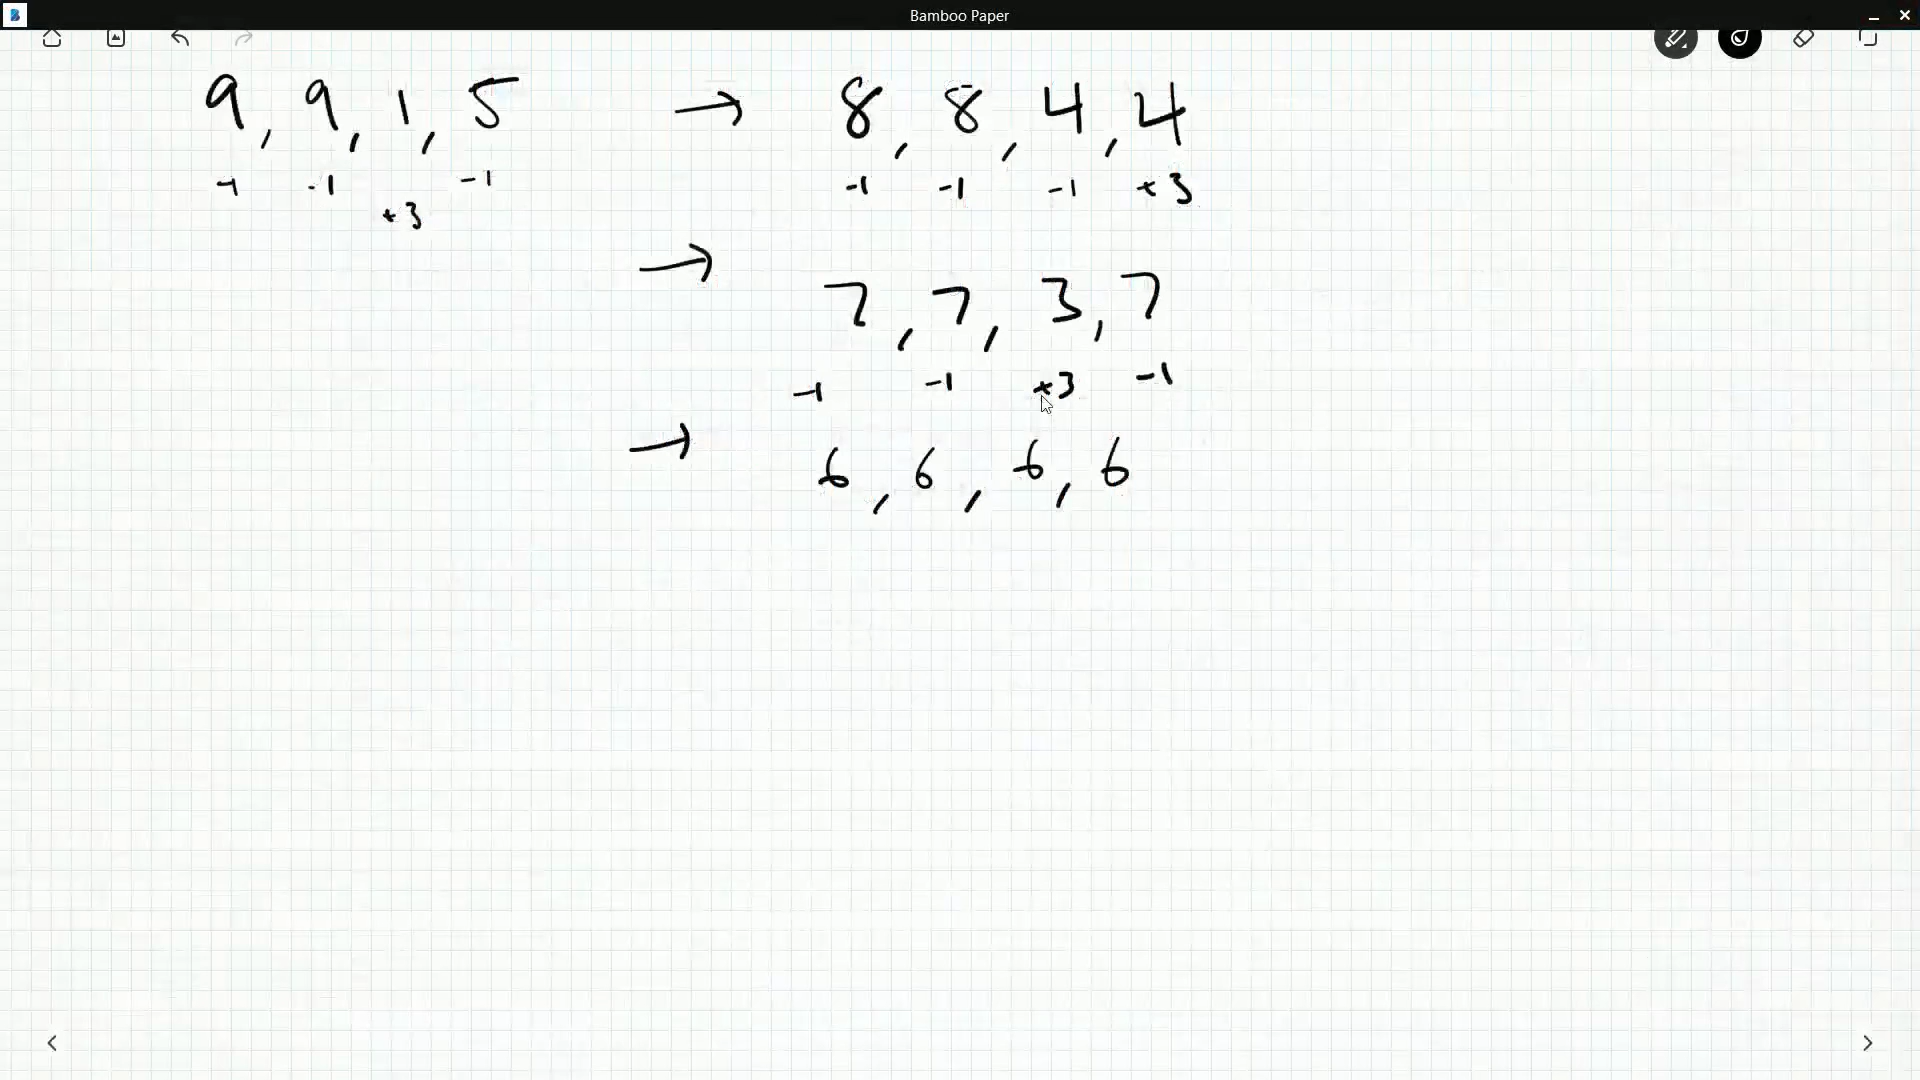 Bamboo Paper
9, 9, 1, 5 → 8, 8, 4, 4
-1 -1 +3 -1 -1 -1 -1 +3
→ 7, 7, 3, 7
-1 -1 +3 -1
→ 6, 6, 6, 6